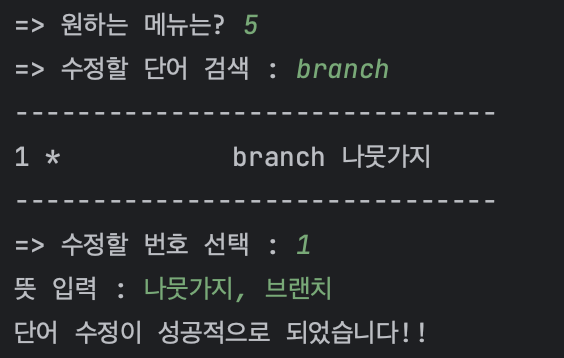 => 원하는 메뉴는? 5
=> 수정할 단어 검색 : branch
--------------------------------
1 *           branch 나뭇가지
--------------------------------
=> 수정할 번호 선택 : 1
뜻 입력 : 나뭇가지, 브랜치
단어 수정이 성공적으로 되었습니다!!